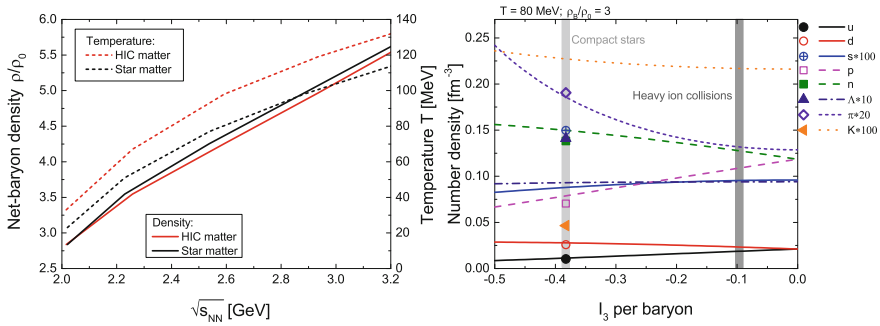 Net-baryon density ρ/ρ₀
6.0
5.5
5.0
4.5
4.0
3.5
3.0
2.5
Temperature:
HIC matter
Star matter
Density:
HIC matter
Star matter
140
120
100
80
60
40
20
0
Temperature T [MeV]
2.0 2.2 2.4 2.6 2.8 3.0 3.2
√s_NN [GeV]
T = 80 MeV; ρ_B/ρ₀ = 3
Number density [fm⁻³]
0.25
0.20
0.15
0.10
0.05
0.00
Compact stars
Heavy ion collisions
-0.5 -0.4 -0.3 -0.2 -0.1 0.0
I₃ per baryon
u
d
s*100
p
n
Λ*10
π*20
K*100